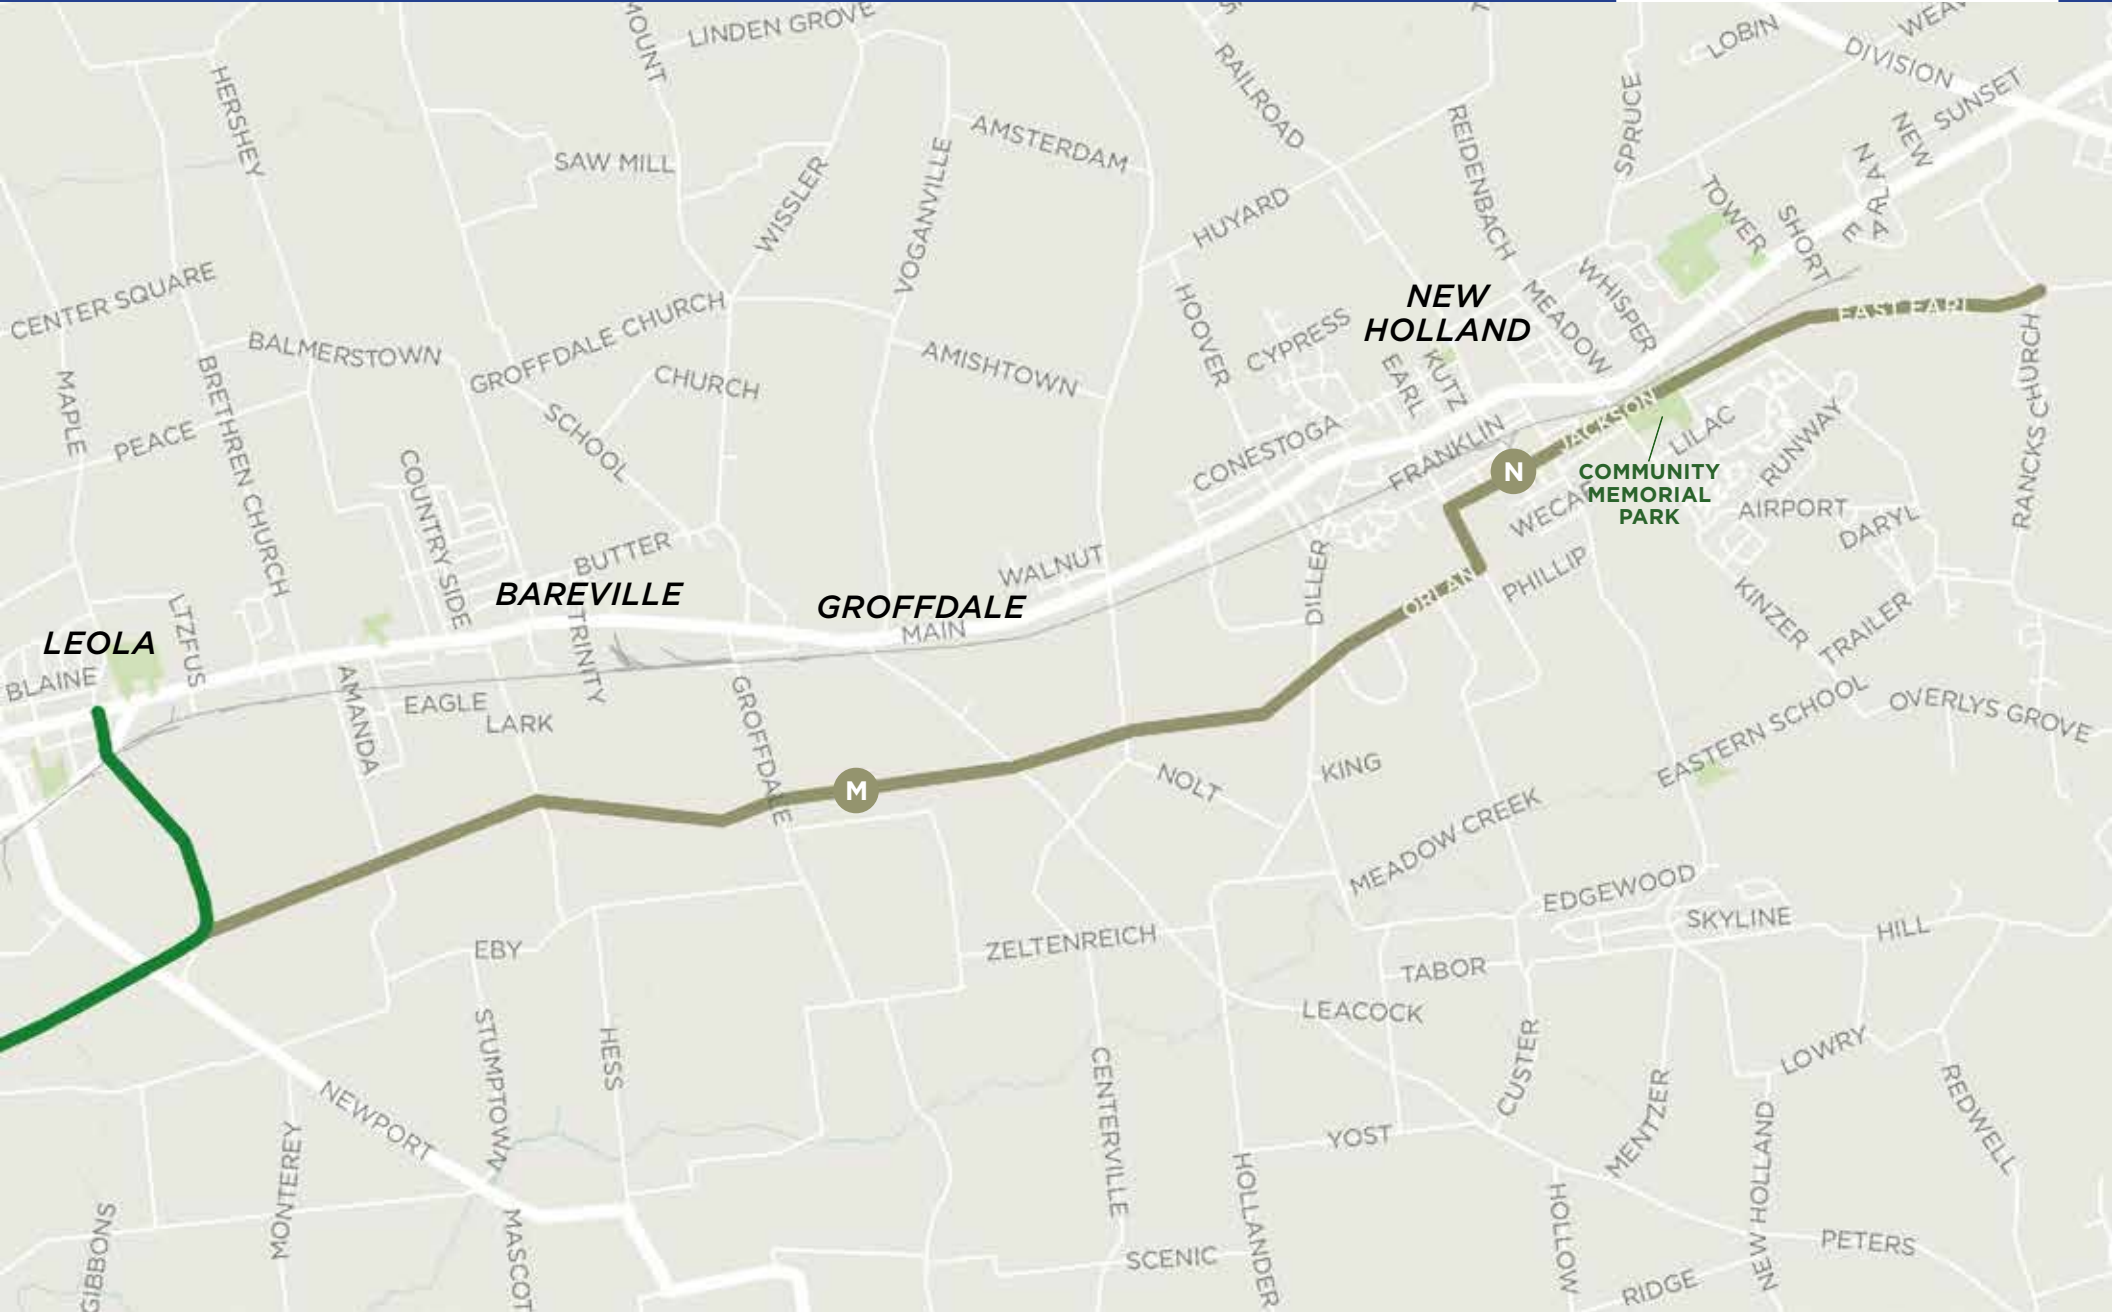 LINDEN GROVE
MOUNT
LOBIN
DIVISION
HERSHEY
RAILROAD
SPRUCE
SUNSET
NEW
AMSTERDAM
SAW MILL
REIDENBACH
WISSLER
VOGANVILLE
HUYARD
TOWER
SHORT
EARLAN
E
CENTER SQUARE
GROFFDALE CHURCH
HOOVER
CYPRESS
NEW
HOLLAND
MEADOW
WHISPER
EAST EARL
BALMERSTOWN
AMISHTOWN
CHURCH
EARL
KUTZ
RANCKS CHURCH
MAPLE
PEACE
BRETHREN CHURCH
SCHOOL
CONESTOGA
FRANKLIN
JACKSON
LILAC
RUNWAY
COUNTRY SIDE
N
COMMUNITY
MEMORIAL
PARK
AIRPORT
DARYL
BUTTER
WALNUT
DILLER
ORLAN
PHILLIP
BAREVILLE
GROFFDALE
MAIN
KINZER
TRAILER
LEOLA
LTZFUS
TRINITY
BLAINE
AMANDA
EAGLE
LARK
GROFFDALE
M
NOLT
KING
EASTERN SCHOOL
OVERLYS GROVE
MEADOW CREEK
EDGEWOOD
SKYLINE
HILL
EBY
ZELTENREICH
TABOR
LEACOCK
STUMPTOWN
HESS
CENTERVILLE
CUSTER
LOWRY
REDWELL
NEWPORT
MONTEREY
YOST
MENTZER
HOLLANDER
NEW HOLLAND
GIBBONS
MASCOT
SCENIC
HOLLOW
RIDGE
PETERS